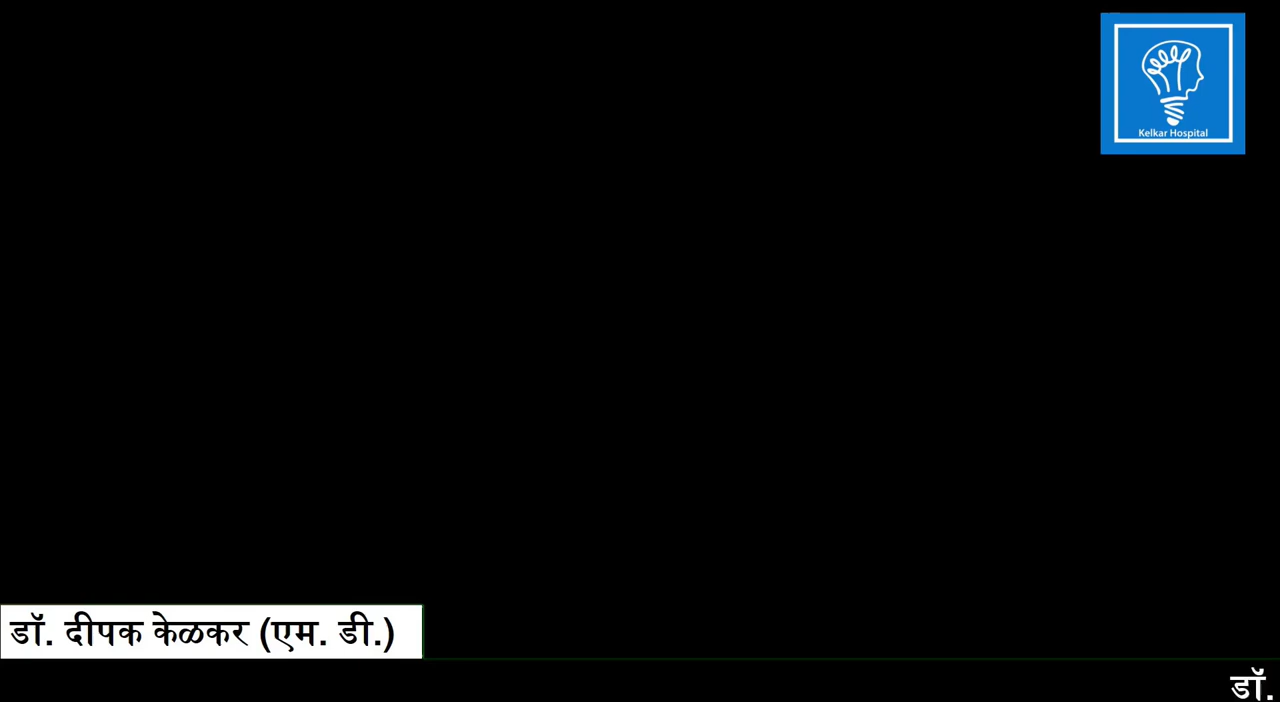 Kelkar Hospital
डॉ. दीपक केळकर (एम. डी.)
डॉ.